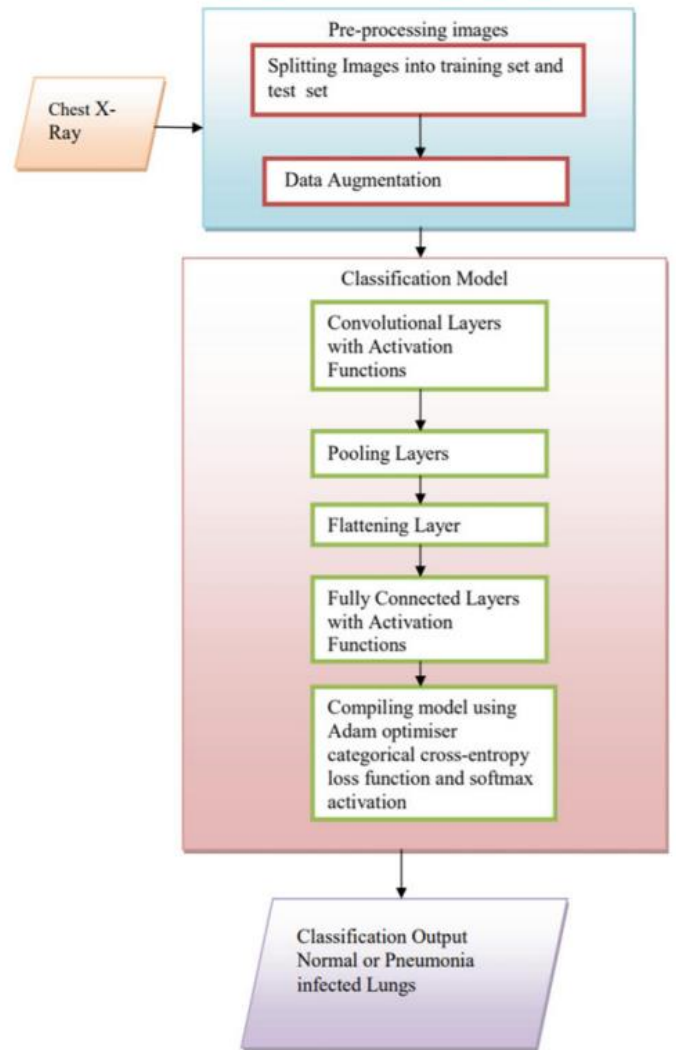 Pre-processing images
Splitting Images into training set and
test set
Chest X-
Ray
Data Augmentation
Classification Model
Convolutional Layers
with Activation
Functions
Pooling Layers
Flattening Layer
Fully Connected Layers
with Activation
Functions
Compiling model using
Adam optimiser
categorical cross-entropy
loss function and softmax
activation
Classification Output
Normal or Pneumonia
infected Lungs